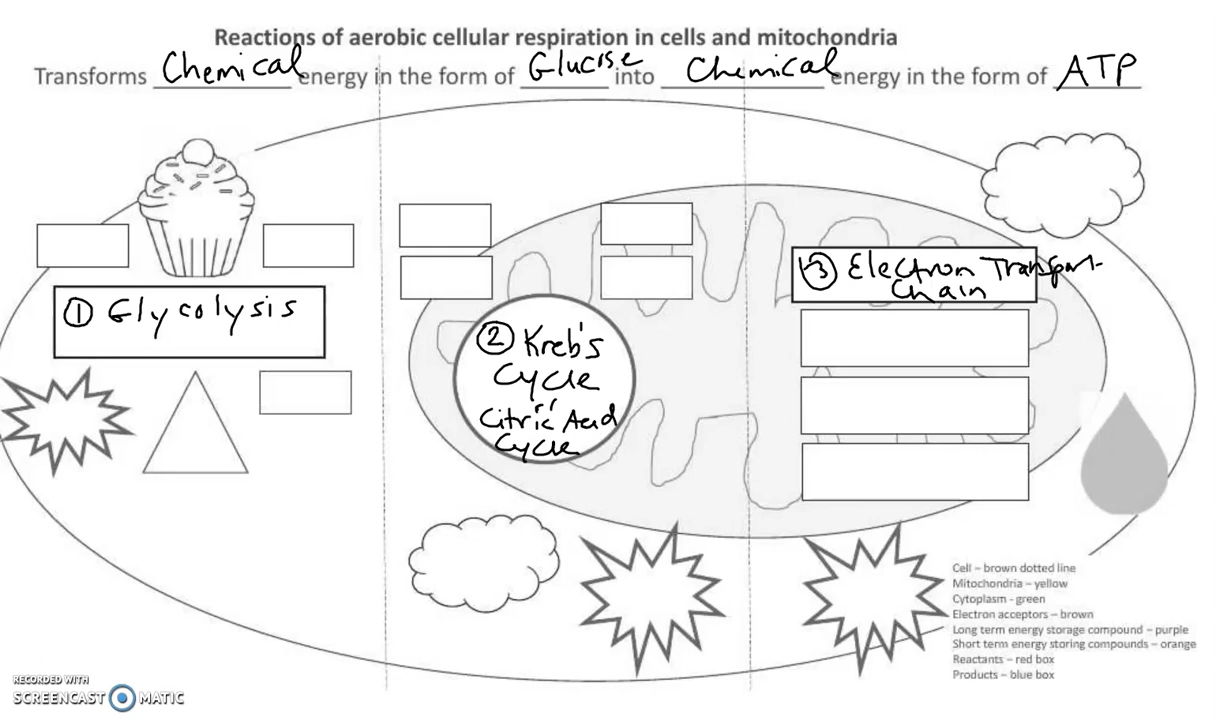 Reactions of aerobic cellular respiration in cells and mitochondria
Transforms Chemical energy in the form of Glucose into Chemical energy in the form of ATP
① Glycolysis
② Kreb's
Cycle
Citric Acid
Cycle
③ Electron Transport
Chain
Cell – brown dotted line
Mitochondria – yellow
Cytoplasm - green
Electron acceptors – brown
Long term energy storage compound – purple
Short term energy storing compounds – orange
Reactants – red box
Products – blue box
RECORDED WITH
SCREENCAST MATIC